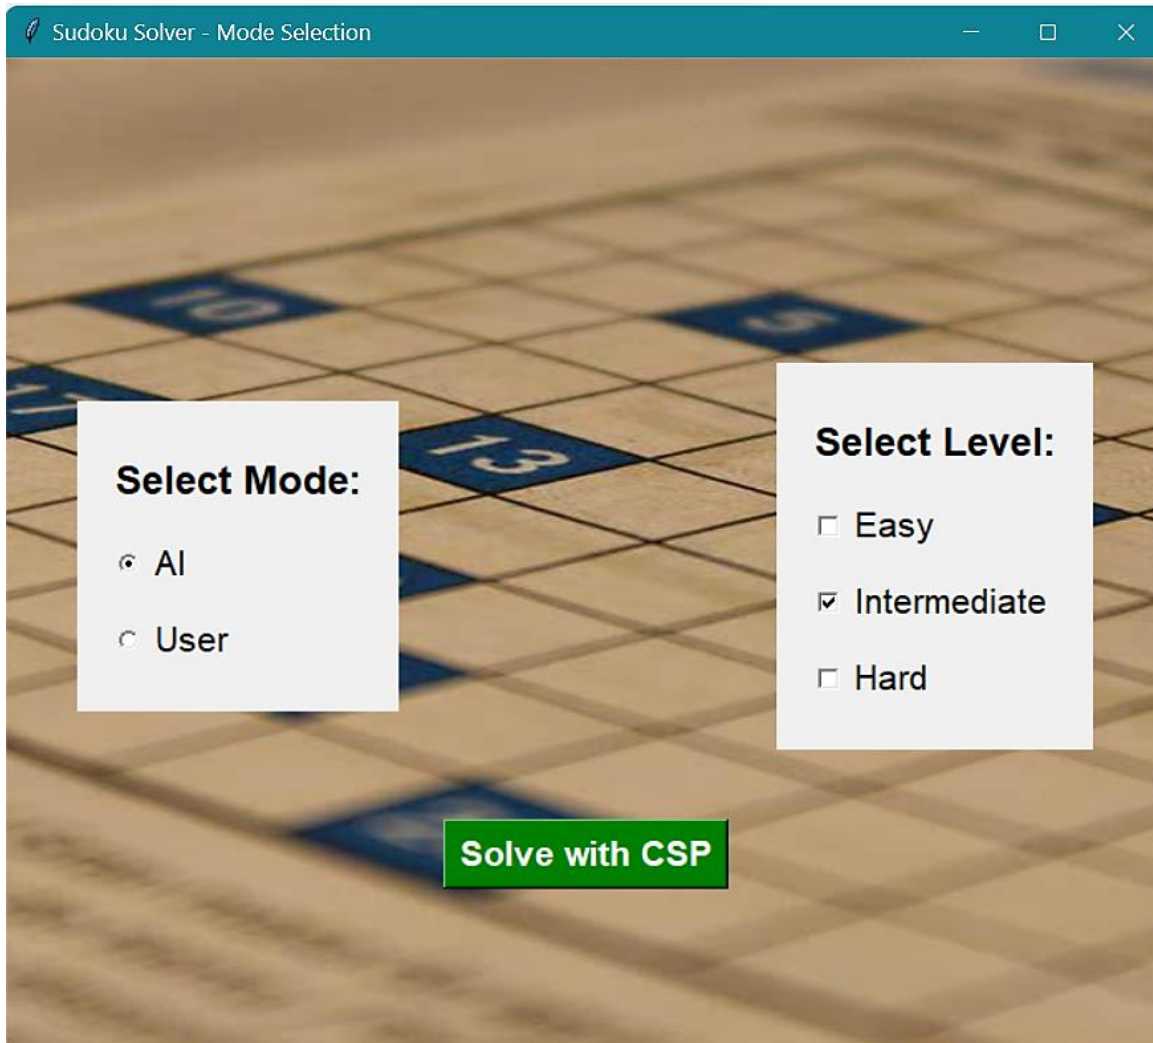 Sudoku Solver - Mode Selection
10
5
17
13
Select Mode:
AI
User
Select Level:
Easy
Intermediate
Hard
Solve with CSP